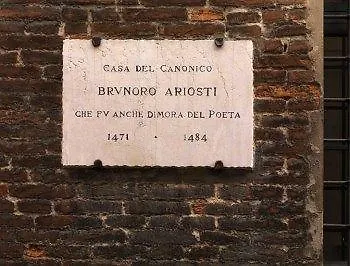 CASA DEL CANONICO
BRVNORO ARIOSTI
CHE FV ANCHE DIMORA DEL POETA
1471 · 1484